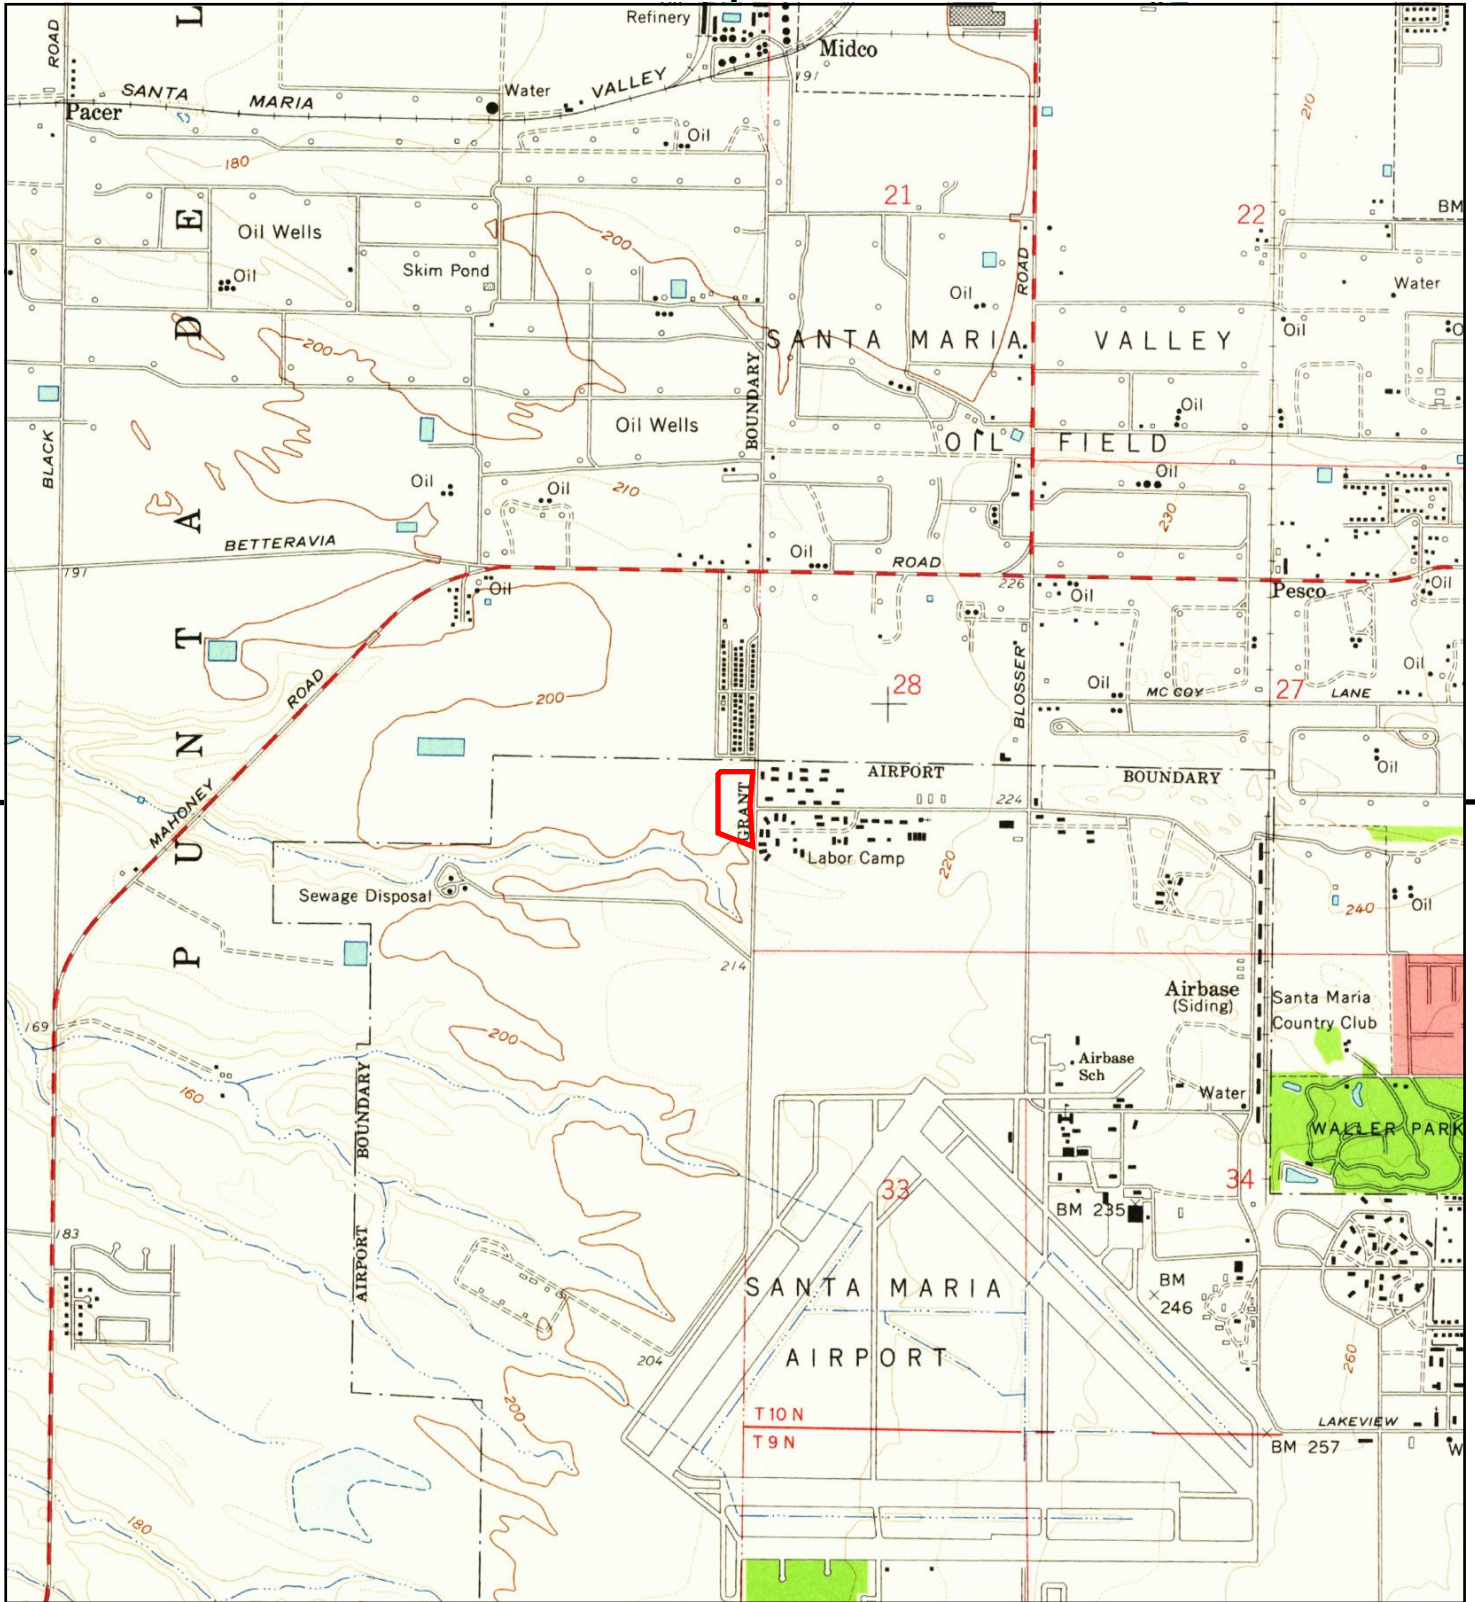 Refinery
Midco
191
ROAD
L
SANTA MARIA VALLEY
Water
Pacer
Oil
180
210
21
22
BM
E
Oil Wells
200
Oil
Skim Pond
ROAD
Oil
Water
D
200
SANTA MARIA VALLEY
Oil
O
BOUNDARY
Oil
Oil Wells
BLACK
OIL FIELD
Oil
Oil
Oil
210
A
230
BETTERAVIA
Oil
ROAD
191
226
Oil
Oil
Pesco
Oil
T
Oil
Oil
28
BLOSSER
MC COY
27
LANE
ROAD
200
N
AIRPORT
BOUNDARY
Oil
MAHONEY
GRANT
224
U
Labor Camp
220
Sewage Disposal
240
Oil
P
214
Airbase
(Siding)
Santa Maria
Country Club
169
200
Airbase
Sch
160
BOUNDARY
Water
WALLER PARK
33
34
BM 235
183
AIRPORT
SANTA MARIA
BM
246
AIRPORT
204
260
200
T10N
T9N
LAKEVIEW
BM 257
W
180